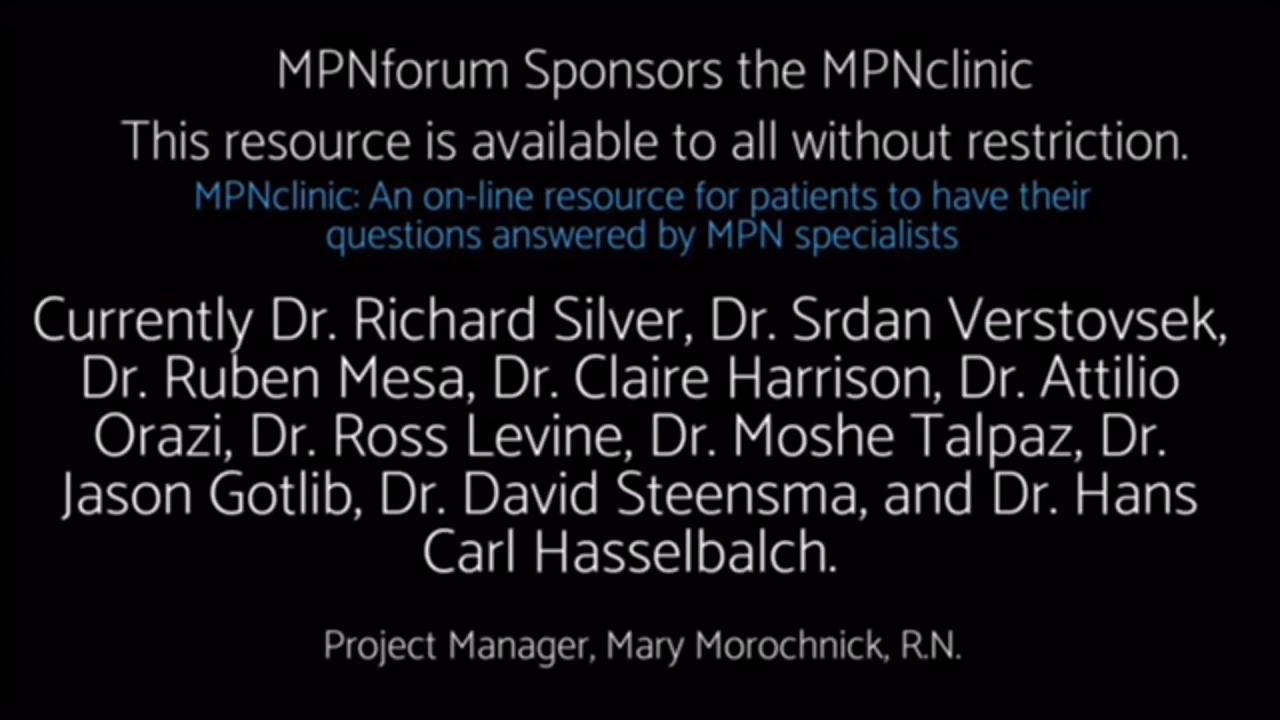 MPNforum Sponsors the MPNclinic
This resource is available to all without restriction.
MPNclinic: An on-line resource for patients to have their
questions answered by MPN specialists
Currently Dr. Richard Silver, Dr. Srdan Verstovsek,
Dr. Ruben Mesa, Dr. Claire Harrison, Dr. Attilio
Orazi, Dr. Ross Levine, Dr. Moshe Talpaz, Dr.
Jason Gotlib, Dr. David Steensma, and Dr. Hans
Carl Hasselbalch.
Project Manager, Mary Morochnick, R.N.